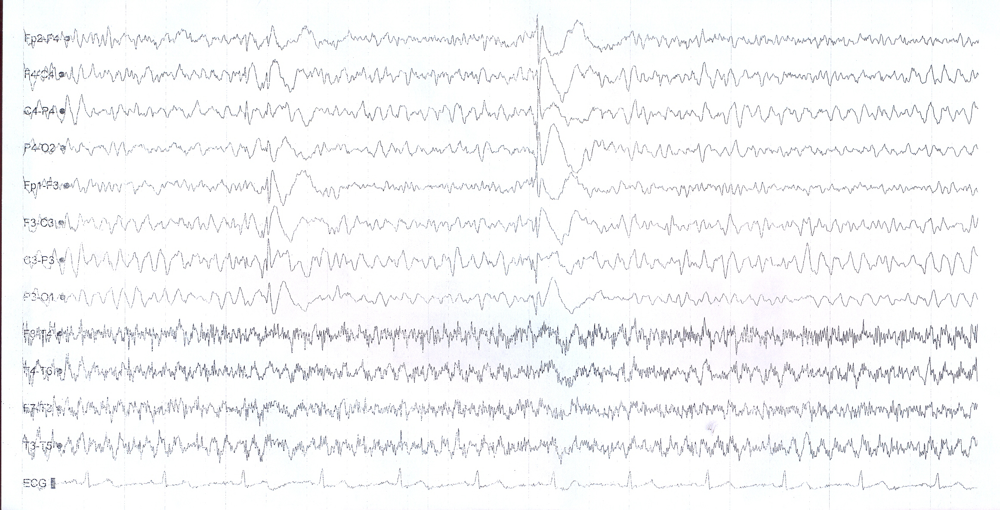 Fp2-F4
F4-C4
C4-P4
P4-O2
Fp1-F3
F3-C3
C3-P3
P3-O1
F8-T4
T4-T6
F7-T3
T3-T5
ECG